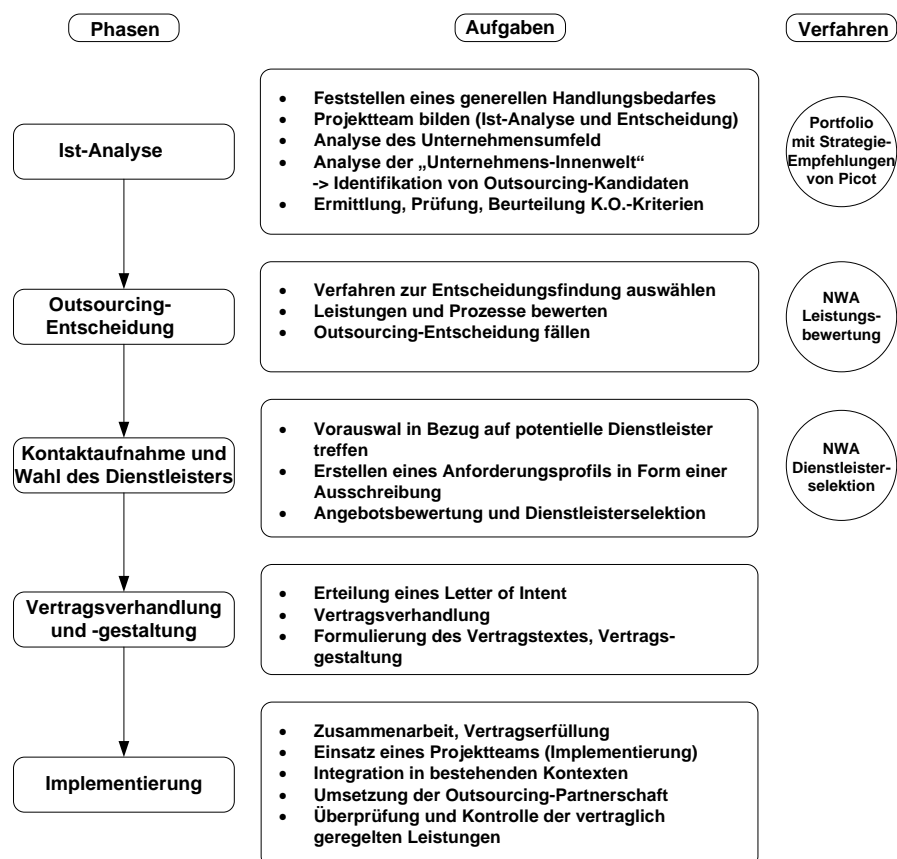 Phasen
Aufgaben
Verfahren
Ist-Analyse
• Feststellen eines generellen Handlungsbedarfes
• Projektteam bilden (Ist-Analyse und Entscheidung)
• Analyse des Unternehmensumfeld
• Analyse der „Unternehmens-Innenwelt“
-> Identifikation von Outsourcing-Kandidaten
• Ermittlung, Prüfung, Beurteilung K.O.-Kriterien
Portfolio
mit Strategie-
Empfehlungen
von Picot
Outsourcing-
Entscheidung
• Verfahren zur Entscheidungsfindung auswählen
• Leistungen und Prozesse bewerten
• Outsourcing-Entscheidung fällen
NWA
Leistungs-
bewertung
Kontaktaufnahme und
Wahl des Dienstleisters
• Vorauswal in Bezug auf potentielle Dienstleister
treffen
• Erstellen eines Anforderungsprofils in Form einer
Ausschreibung
• Angebotsbewertung und Dienstleisterselektion
NWA
Dienstleister-
selektion
Vertragsverhandlung
und -gestaltung
• Erteilung eines Letter of Intent
• Vertragsverhandlung
• Formulierung des Vertragstextes, Vertrags-
gestaltung
Implementierung
• Zusammenarbeit, Vertragserfüllung
• Einsatz eines Projektteams (Implementierung)
• Integration in bestehenden Kontexten
• Umsetzung der Outsourcing-Partnerschaft
• Überprüfung und Kontrolle der vertraglich
geregelten Leistungen